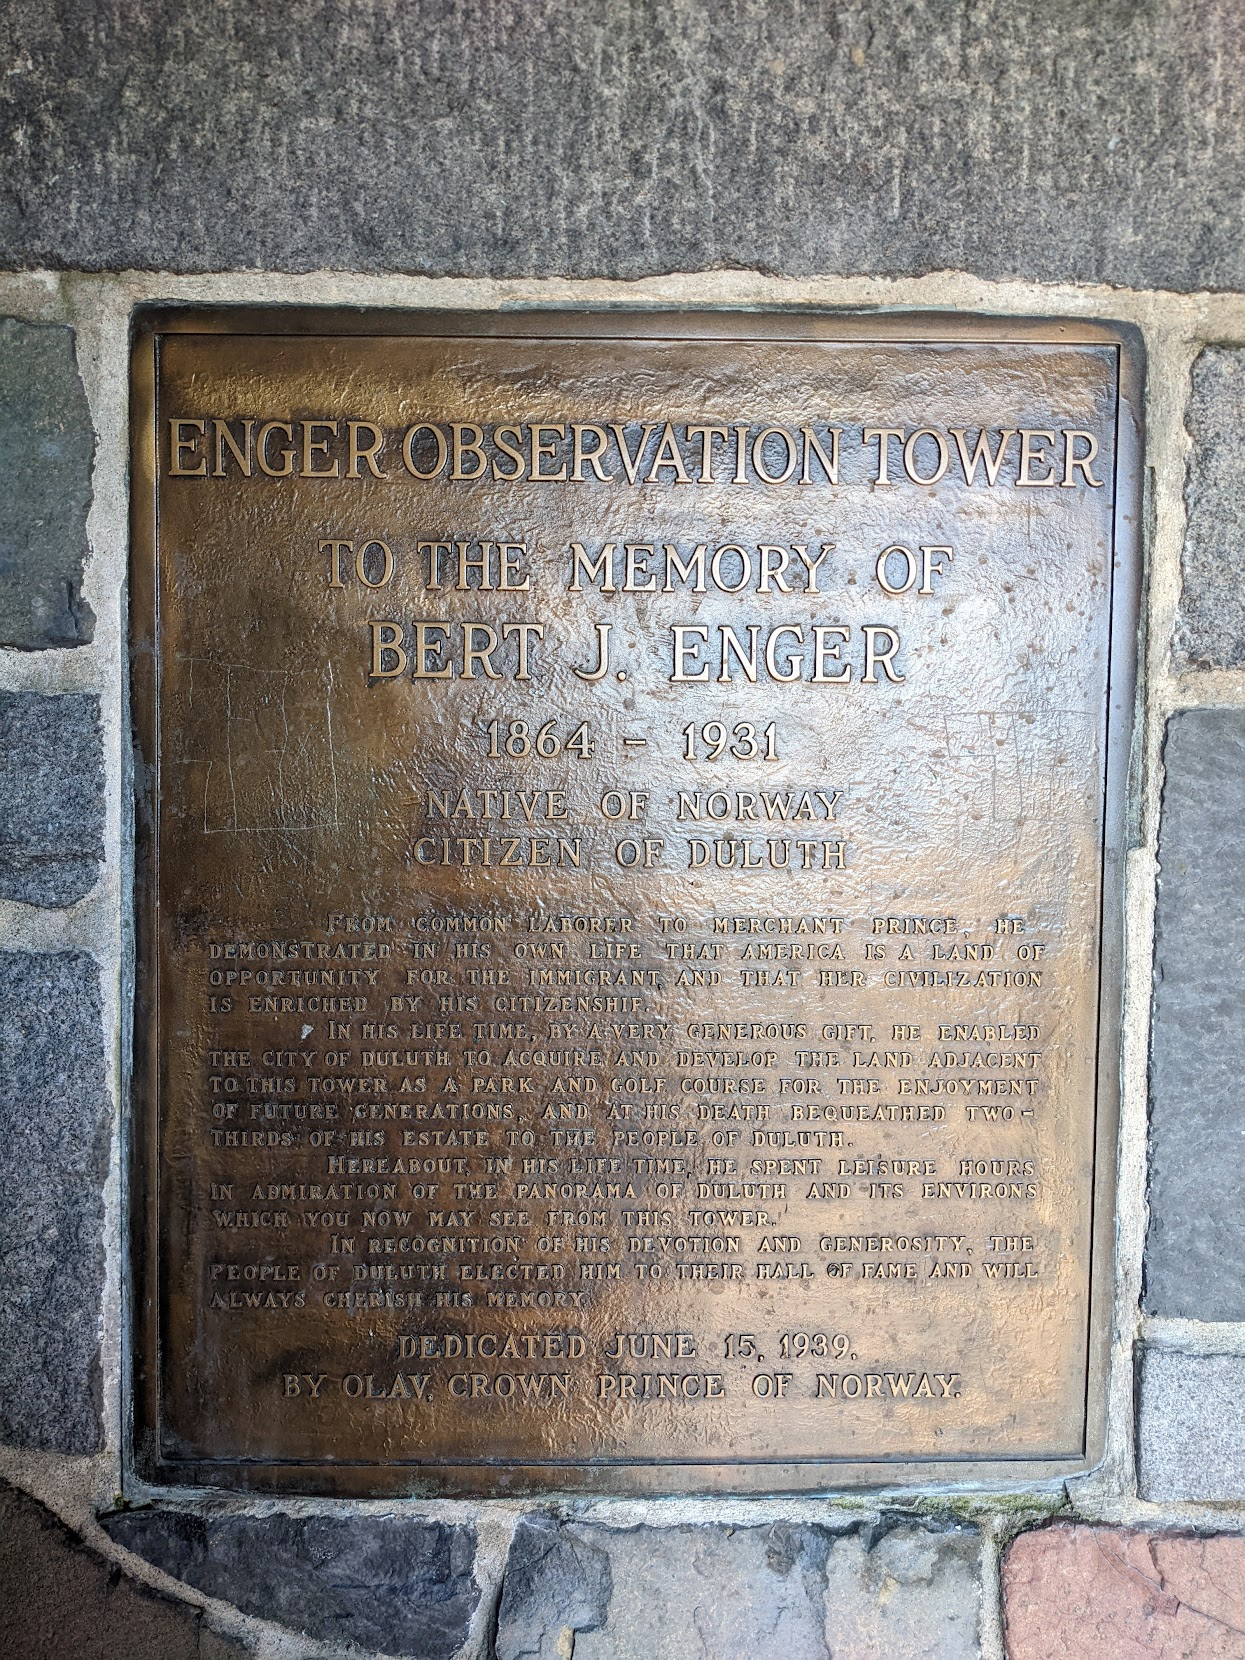 ENGER OBSERVATION TOWER
TO THE MEMORY OF
BERT J. ENGER
1864 - 1931
NATIVE OF NORWAY
CITIZEN OF DULUTH
FROM COMMON LABORER TO MERCHANT PRINCE, HE
DEMONSTRATED IN HIS OWN LIFE THAT AMERICA IS A LAND OF
OPPORTUNITY FOR THE IMMIGRANT, AND THAT HER CIVILIZATION
IS ENRICHED BY HIS CITIZENSHIP.
IN HIS LIFE TIME, BY A VERY GENEROUS GIFT, HE ENABLED
THE CITY OF DULUTH TO ACQUIRE AND DEVELOP THE LAND ADJACENT
TO THIS TOWER AS A PARK AND GOLF COURSE FOR THE ENJOYMENT
OF FUTURE GENERATIONS, AND AT HIS DEATH BEQUEATHED TWO-
THIRDS OF HIS ESTATE TO THE PEOPLE OF DULUTH.
HEREABOUT, IN HIS LIFE TIME, HE SPENT LEISURE HOURS
IN ADMIRATION OF THE PANORAMA OF DULUTH AND ITS ENVIRONS
WHICH YOU NOW MAY SEE FROM THIS TOWER.
IN RECOGNITION OF HIS DEVOTION AND GENEROSITY, THE
PEOPLE OF DULUTH ELECTED HIM TO THEIR HALL OF FAME AND WILL
ALWAYS CHERISH HIS MEMORY.
DEDICATED JUNE 15, 1939.
BY OLAV, CROWN PRINCE OF NORWAY.